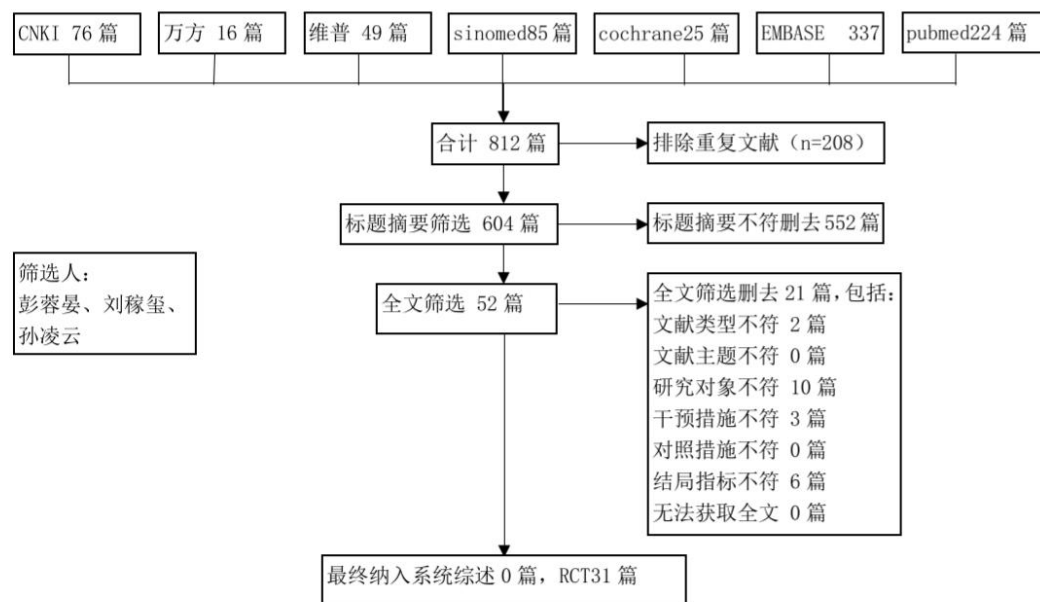 CNKI 76 篇
万方 16 篇
维普 49 篇
sinomed85 篇
cochrane25 篇
EMBASE 337
pubmed224 篇
合计 812 篇
排除重复文献（n=208）
标题摘要筛选 604 篇
标题摘要不符删去 552 篇
筛选人：
彭蓉晏、刘稼玺、
孙凌云
全文筛选 52 篇
全文筛选删去 21 篇，包括：
文献类型不符 2 篇
文献主题不符 0 篇
研究对象不符 10 篇
干预措施不符 3 篇
对照措施不符 0 篇
结局指标不符 6 篇
无法获取全文 0 篇
最终纳入系统综述 0 篇，RCT31 篇